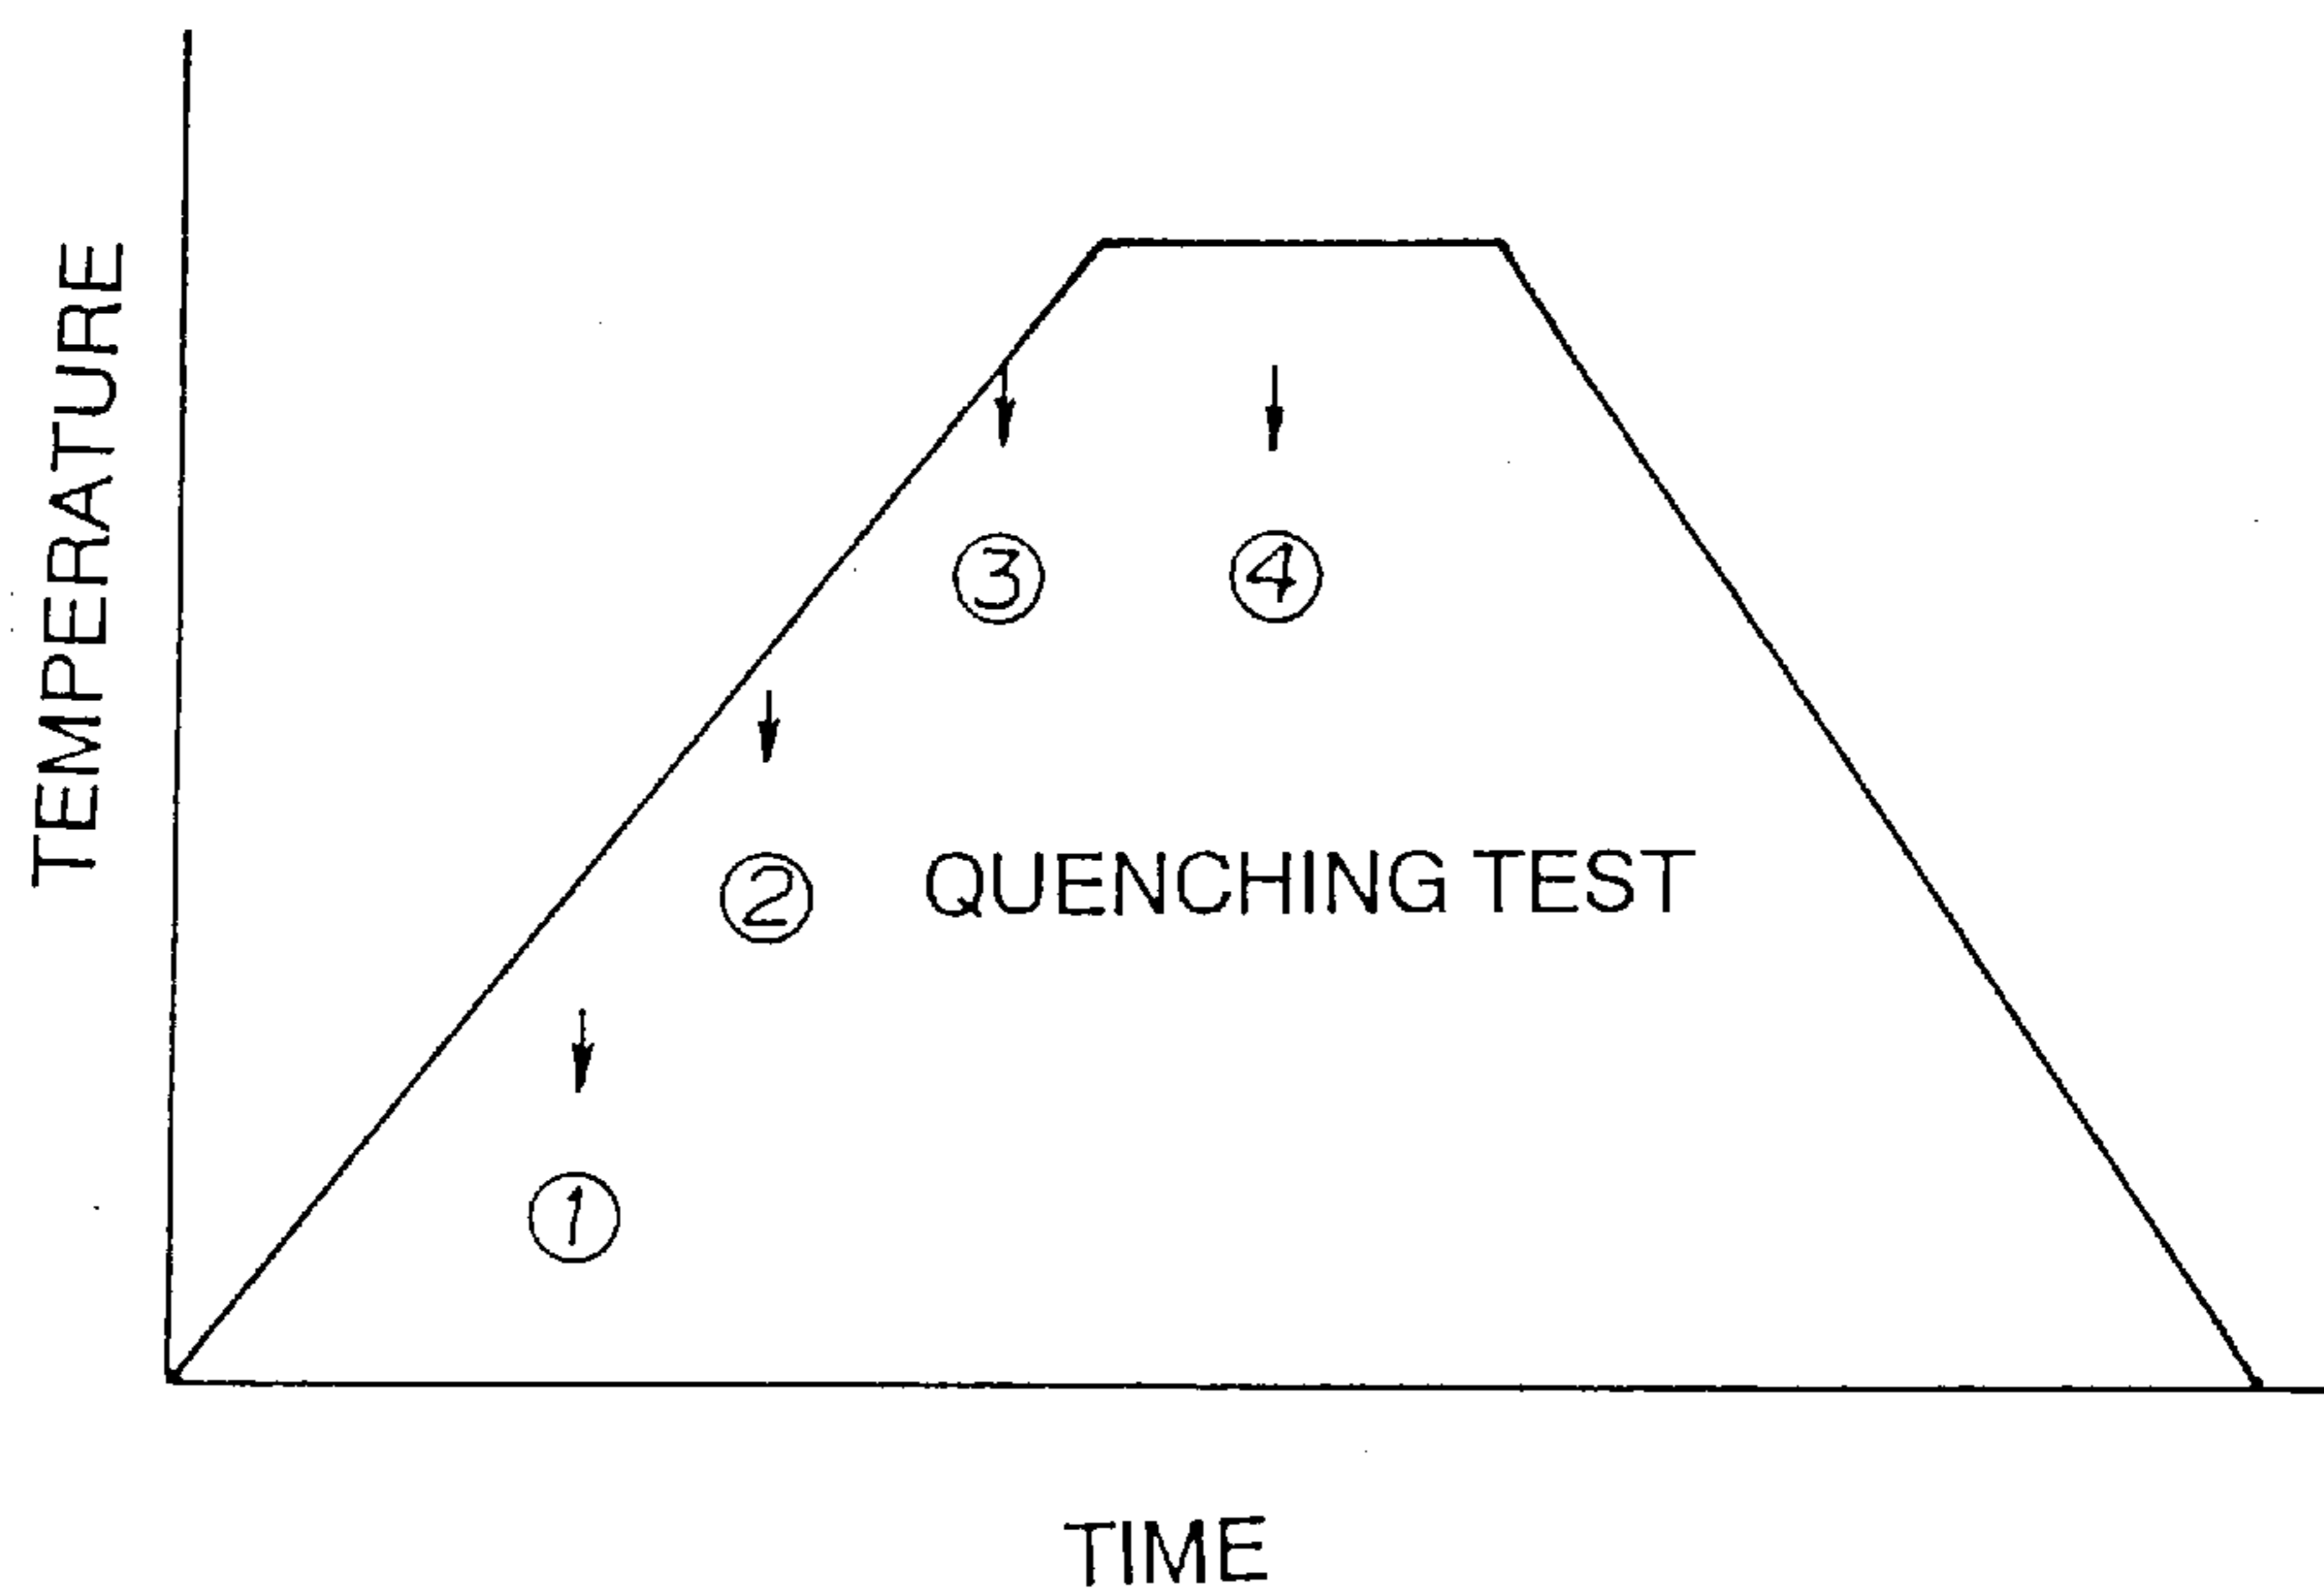 TEMPERATURE
③ ④
② QUENCHING TEST
①
TIME